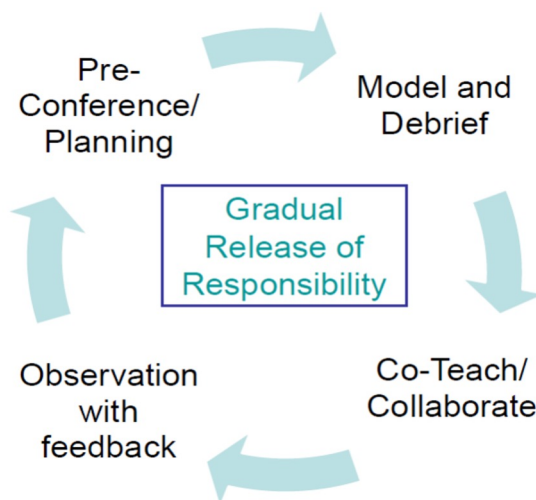 Pre-
Conference/
Planning
Model and
Debrief
Gradual
Release of
Responsibility
Co-Teach/
Collaborate
Observation
with
feedback